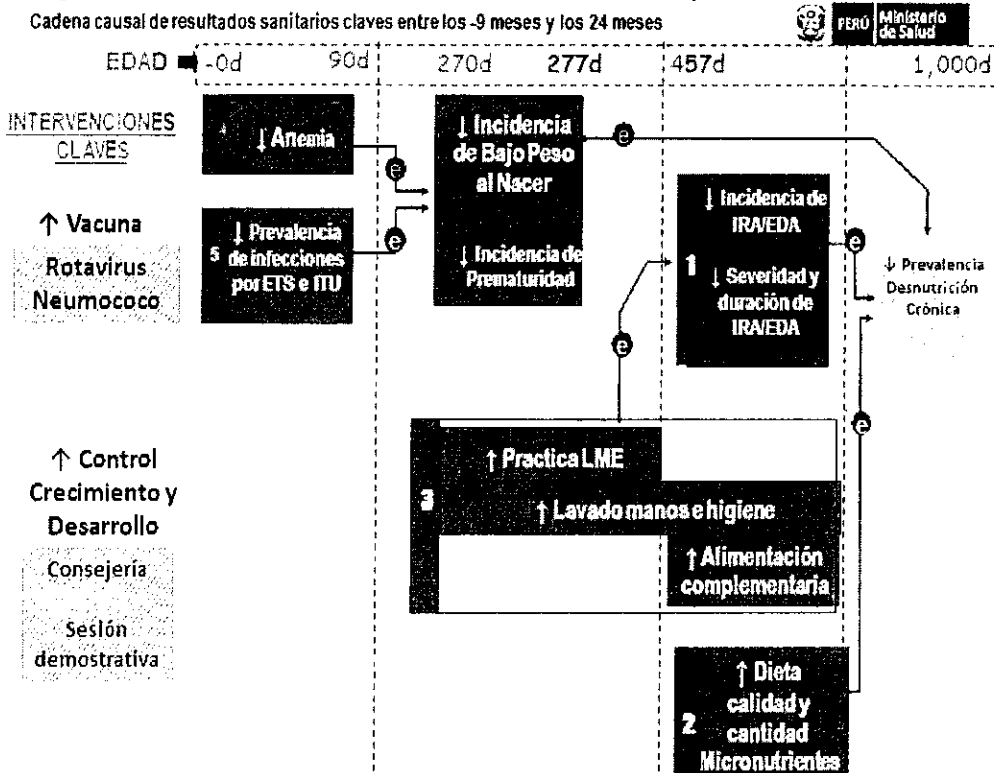 Cadena causal de resultados sanitarios claves entre los -9 meses y los 24 meses
PERÚ
Ministerio
de Salud
EDAD
-0d
90d
270d
277d
457d
1,000d
INTERVENCIONES
CLAVES
↑ Vacuna
Rotavirus
Neumococo
↑ Control
Crecimiento y
Desarrollo
Consejería
Sesión
demostrativa
↓ Anemia
e
5
↓ Prevalencia
de infecciones
por ETS e ITU
e
↓ Incidencia
de Bajo Peso
al Nacer
↓ Incidencia de
Prematuridad
e
1
↓ Incidencia de
IRA/EDA
↓ Severidad y
duración de
IRA/EDA
e
e
↓ Prevalencia
Desnutrición
Crónica
3
↑ Practica LME
↑ Lavado manos e higiene
↑ Alimentación
complementaria
e
2
↑ Dieta
calidad y
cantidad
Micronutrientes